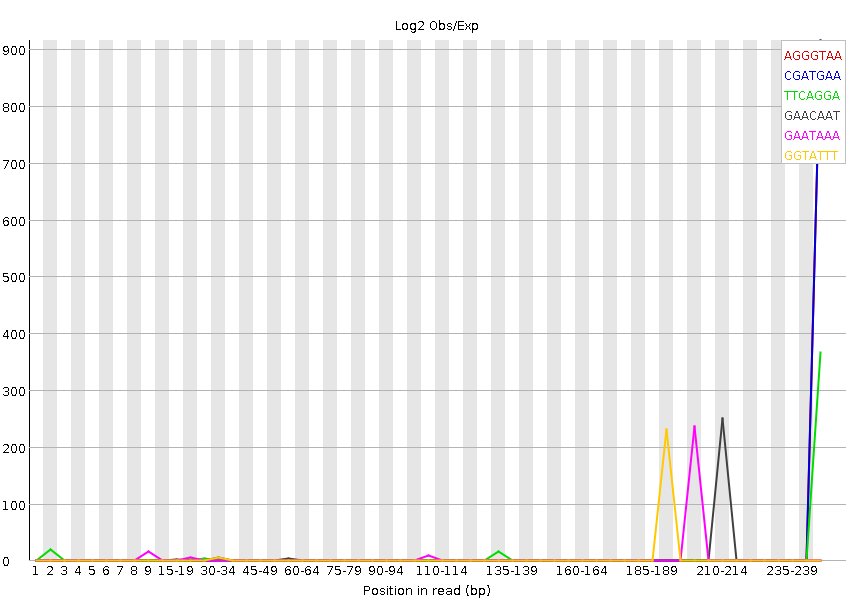 Log2 Obs/Exp
900
800
700
600
500
400
300
200
100
0
AGGGTAA
CGATGAA
TTCAGGA
GAACAAT
GAATAAA
GGTATTT
1 2 3 4 5 6 7 8 9 15-19 30-34 45-49 60-64 75-79 90-94 110-114 135-139 160-164 185-189 210-214 235-239
Position in read (bp)